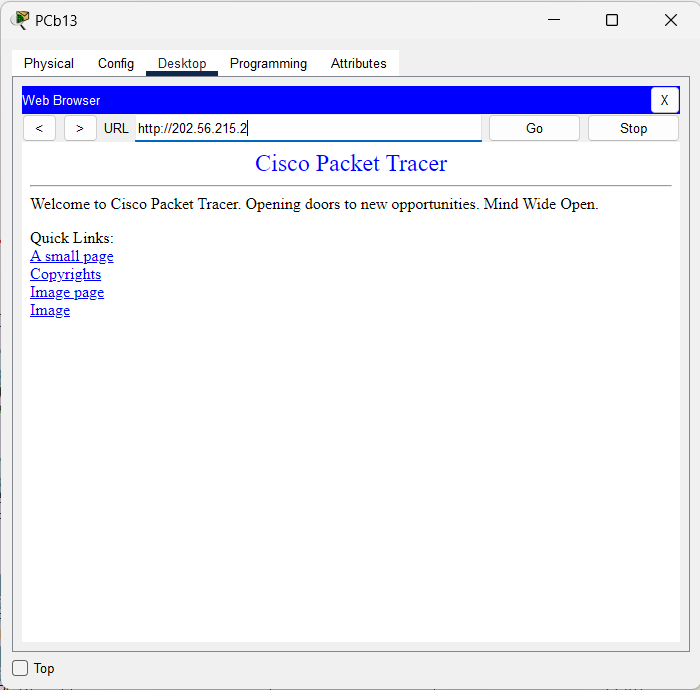 PCb13
Physical Config Desktop Programming Attributes
Web Browser X
< > URL http://202.56.215.2 Go Stop
Cisco Packet Tracer
Welcome to Cisco Packet Tracer. Opening doors to new opportunities. Mind Wide Open.
Quick Links:
A small page
Copyrights
Image page
Image
Top